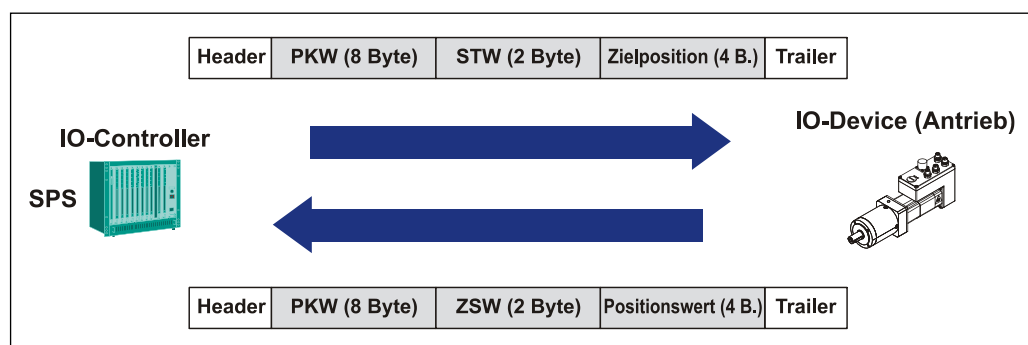 Header PKW (8 Byte) STW (2 Byte) Zielposition (4 B.) Trailer
IO-Controller
IO-Device (Antrieb)
SPS
Header PKW (8 Byte) ZSW (2 Byte) Positionswert (4 B.) Trailer